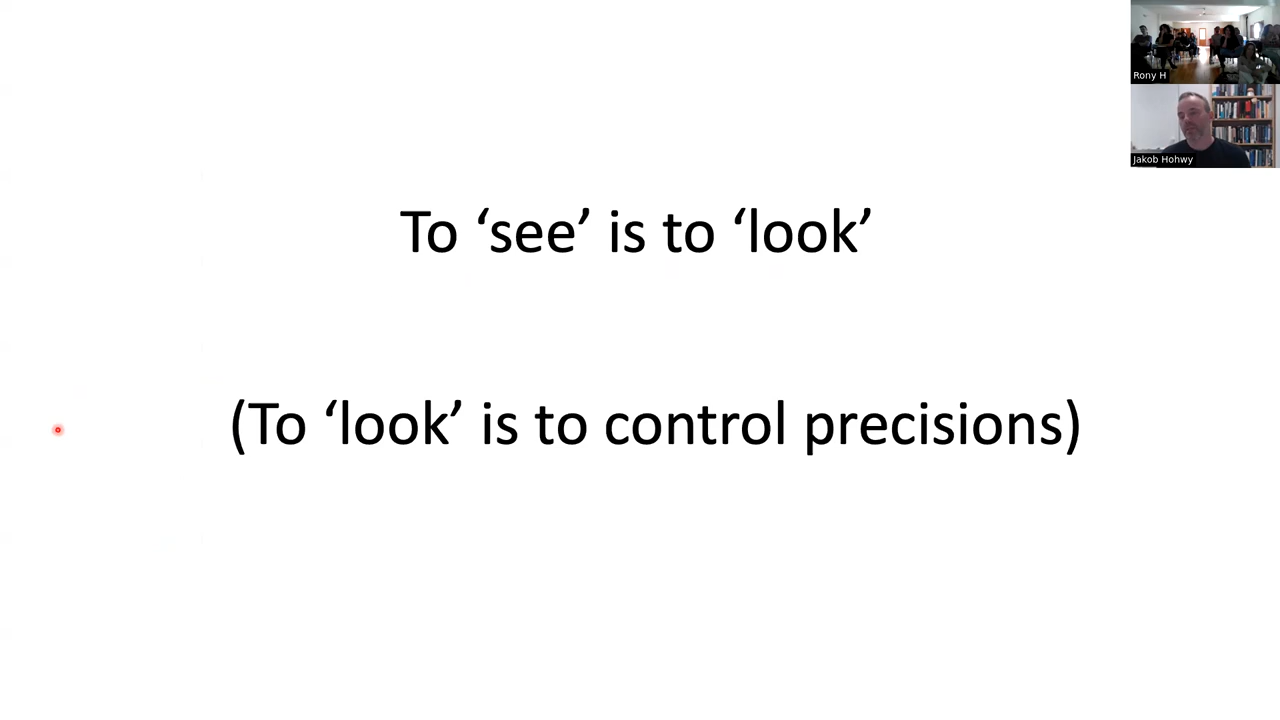 Rony H
Jakob Hohwy
To ‘see’ is to ‘look’
(To ‘look’ is to control precisions)